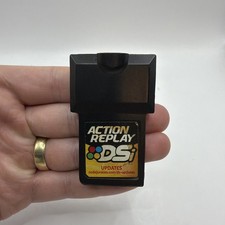 ACTION
REPLAY
DSi
UPDATES